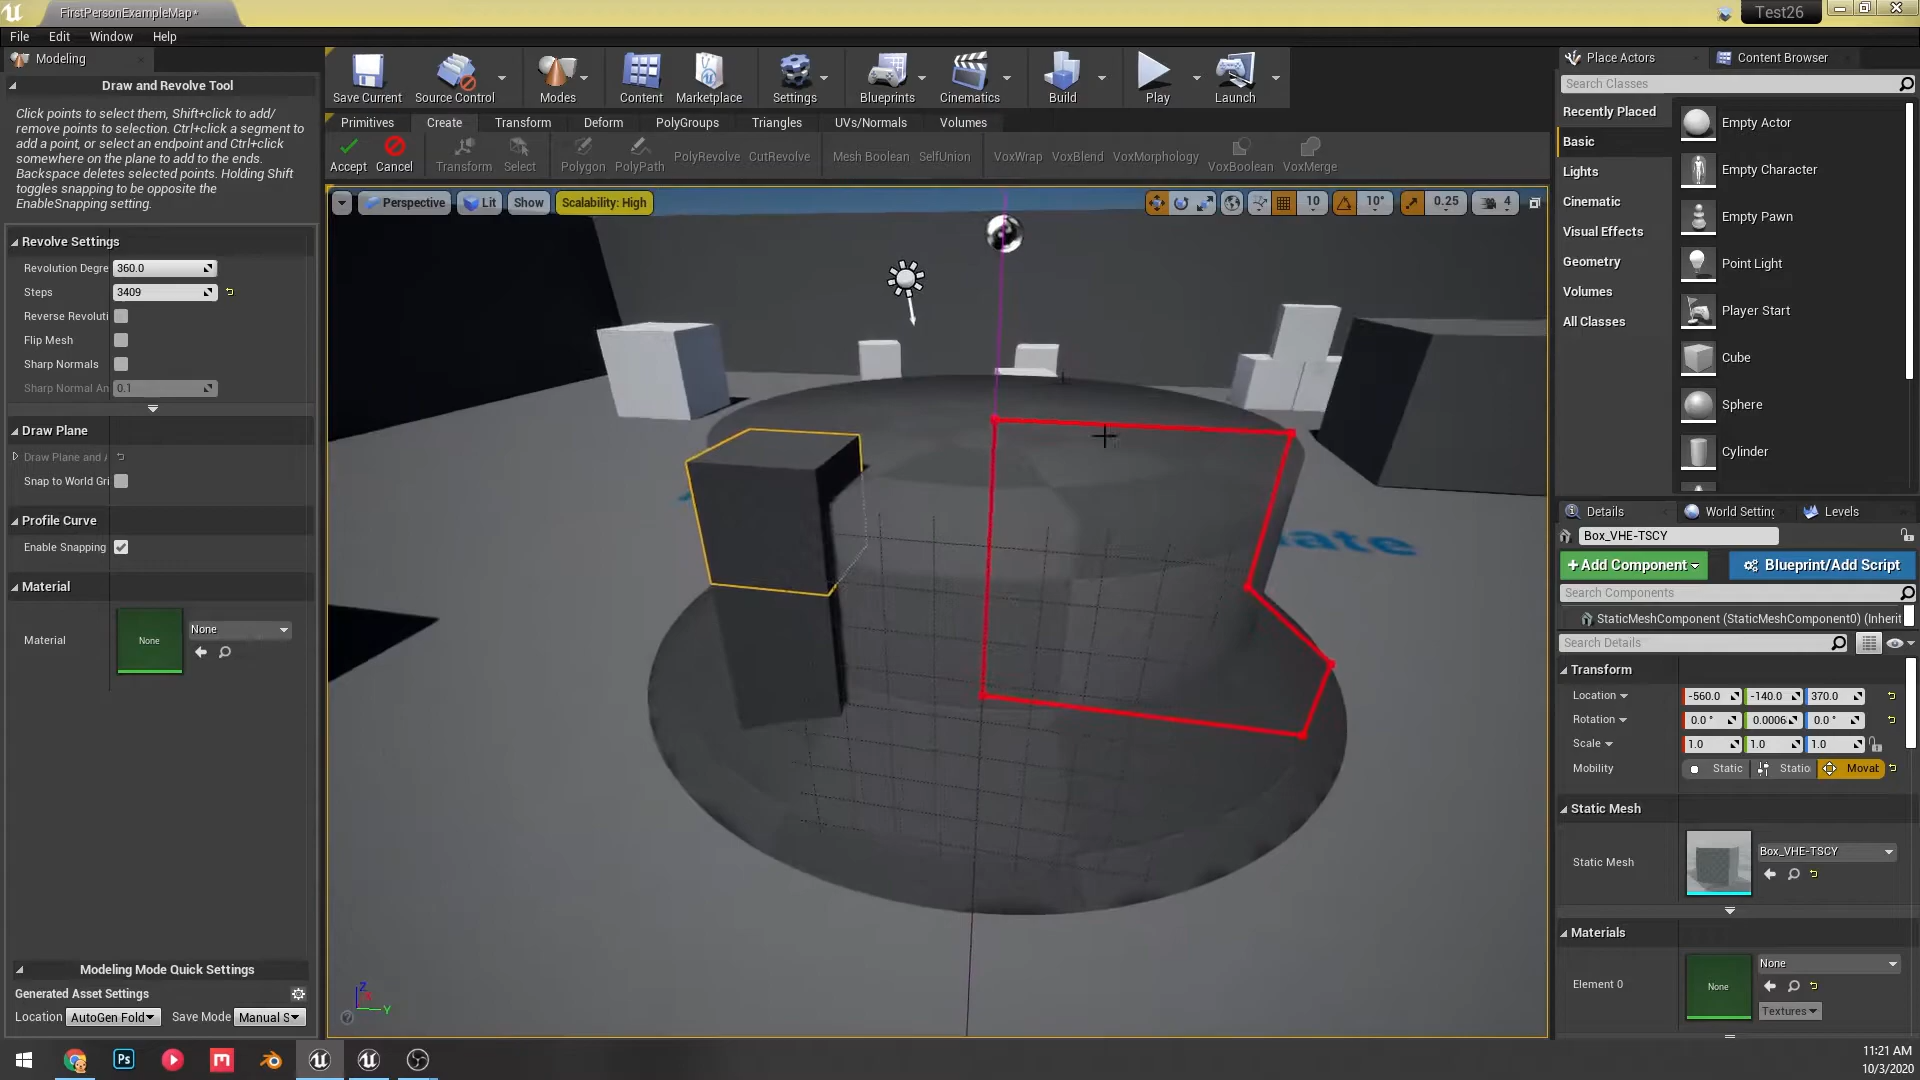 FirstPersonExampleMap*
Test26
File Edit Window Help
Modeling
Draw and Revolve Tool
Click points to select them, Shift+click to add/
remove points to selection. Ctrl+click a segment to
add a point, or select an endpoint and Ctrl+click
somewhere on the plane to add to the ends.
Backspace deletes selected points. Holding Shift
toggles snapping to be opposite the
EnableSnapping setting.
Revolve Settings
Revolution Degre 360.0
Steps 3409
Reverse Revoluti
Flip Mesh
Sharp Normals
Sharp Normal An 0.1
Draw Plane
Draw Plane and A
Snap to World Gri
Profile Curve
Enable Snapping
Material
Material None None
Modeling Mode Quick Settings
Generated Asset Settings
Location AutoGen Fold Save Mode Manual S
Save Current Source Control Modes Content Marketplace Settings Blueprints Cinematics Build Play Launch
Primitives Create Transform Deform PolyGroups Triangles UVs/Normals Volumes
Accept Cancel Transform Select Polygon PolyPath PolyRevolve CutRevolve Mesh Boolean SelfUnion VoxWrap VoxBlend VoxMorphology VoxBoolean VoxMerge
Perspective Lit Show Scalability: High 10 10° 0.25 4
ate
Z
Y
Place Actors Content Browser
Search Classes
Recently Placed
Basic
Lights
Cinematic
Visual Effects
Geometry
Volumes
All Classes
Empty Actor
Empty Character
Empty Pawn
Point Light
Player Start
Cube
Sphere
Cylinder
Details World Settin Levels
Box_VHE-TSCY
+Add Component Blueprint/Add Script
Search Components
StaticMeshComponent (StaticMeshComponent0) (Inherit
Search Details
Transform
Location -560.0 -140.0 370.0
Rotation 0.0 ° 0.0006 0.0 °
Scale 1.0 1.0 1.0
Mobility Static Statio Movat
Static Mesh
Static Mesh Box_VHE-TSCY
Materials
Element 0 None None
Textures
Ps
11:21 AM
10/3/2020